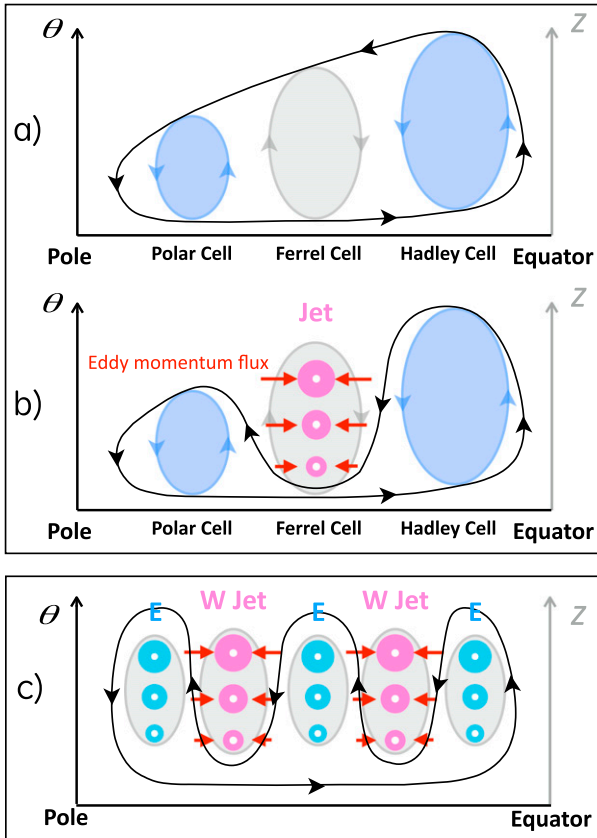 θ
Z
a)
Pole
Polar Cell
Ferrel Cell
Hadley Cell
Equator
θ
Z
Jet
Eddy momentum flux
b)
Pole
Polar Cell
Ferrel Cell
Hadley Cell
Equator
θ
E
W Jet
E
W Jet
E
Z
c)
Pole
Equator